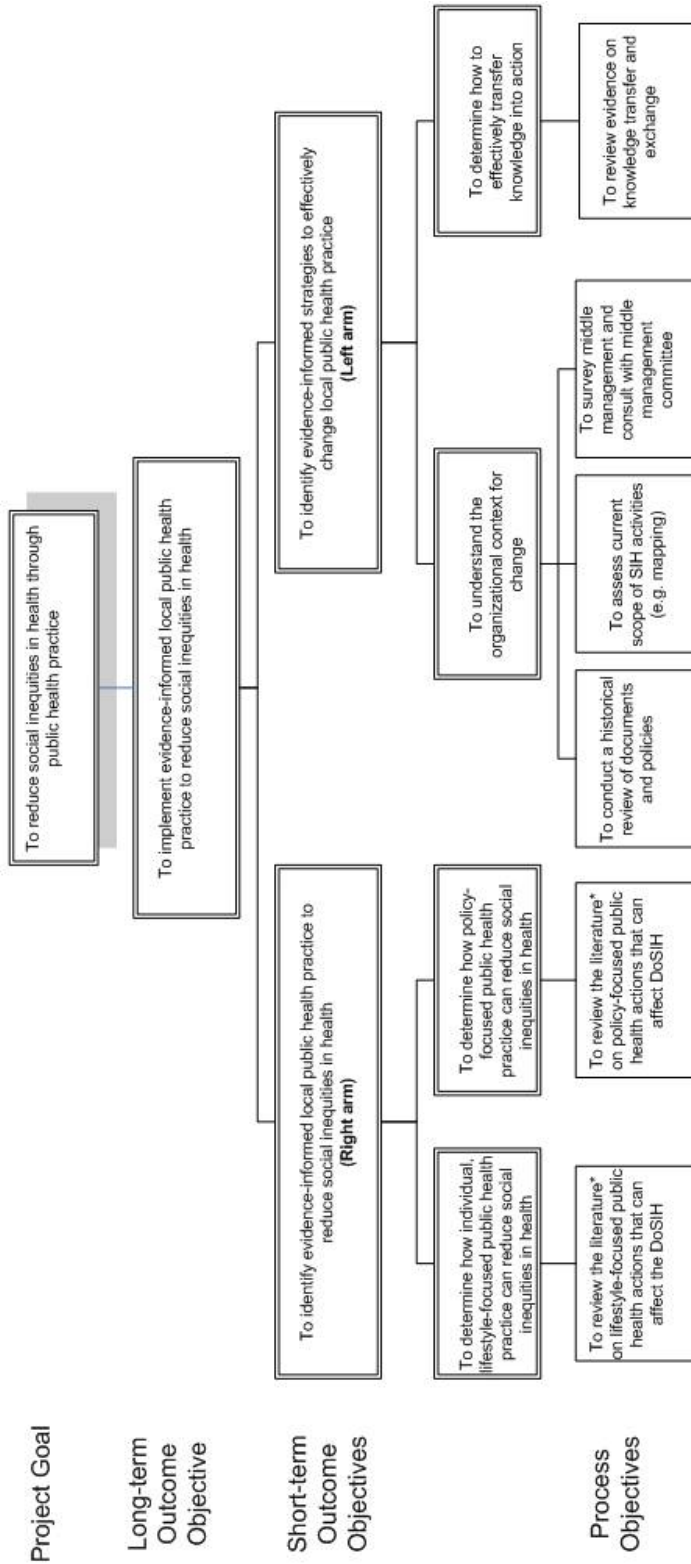 Project Goal
To reduce social inequities in health through
public health practice
Long-term
Outcome
Objective
To implement evidence-informed local public health
practice to reduce social inequities in health
Short-term
Outcome
Objectives
To identify evidence-informed local public health practice to
reduce social inequities in health
(Right arm)
To identify evidence-informed strategies to effectively
change local public health practice
(Left arm)
To determine how individual,
lifestyle-focused public health
practice can reduce social
inequities in health
To determine how policy-
focused public health
practice can reduce social
inequities in health
To understand the
organizational context for
change
To determine how to
effectively transfer
knowledge into action
Process
Objectives
To review the literature*
on lifestyle-focused public
health actions that can
affect the DoSIH
To review the literature*
on policy-focused public
health actions that can
affect DoSIH
To conduct a historical
review of documents
and policies
To assess current
scope of SIH activities
(e.g. mapping)
To survey middle
management and
consult with middle
management
committee
To review evidence on
knowledge transfer and
exchange